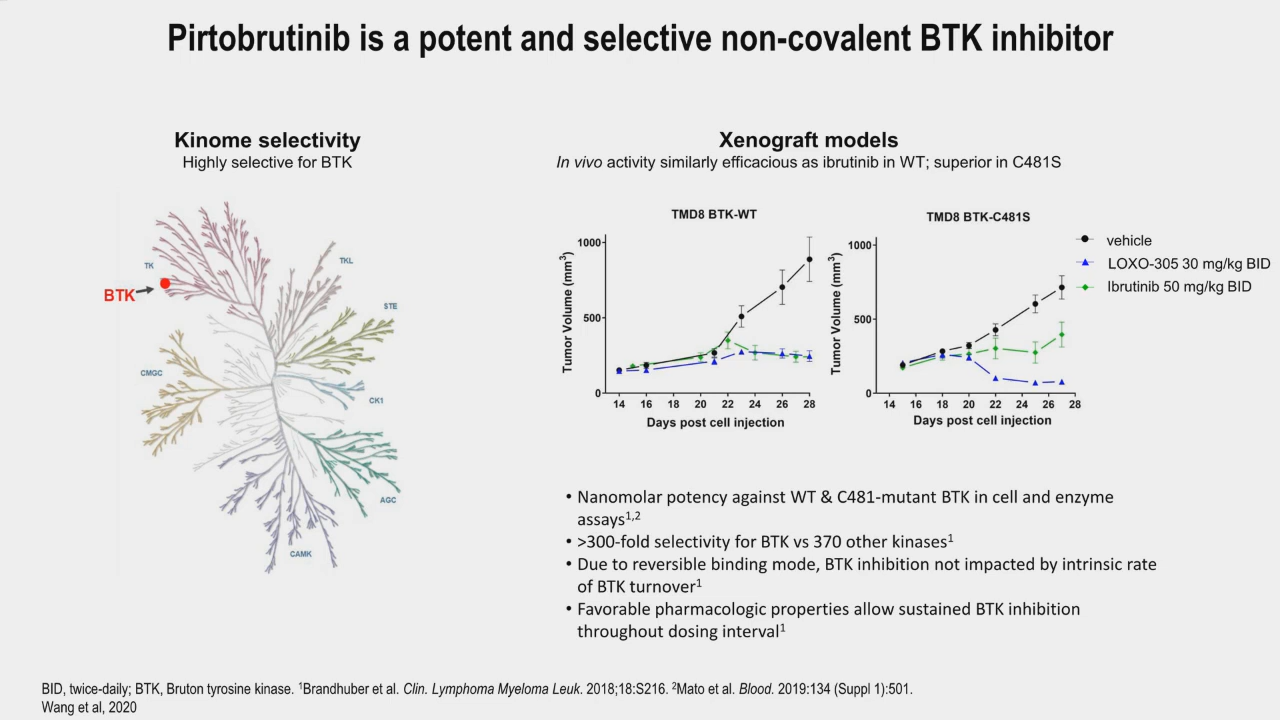 Pirtobrutinib is a potent and selective non-covalent BTK inhibitor
Kinome selectivity
Highly selective for BTK
TK
TKL
BTK
STE
CMGC
CK1
AGC
CAMK
Xenograft models
In vivo activity similarly efficacious as ibrutinib in WT; superior in C481S
TMD8 BTK-WT
Tumor Volume (mm³)
1000
500
0
14 16 18 20 22 24 26 28
Days post cell injection
TMD8 BTK-C481S
Tumor Volume (mm³)
1000
500
0
14 16 18 20 22 24 26 28
Days post cell injection
vehicle
LOXO-305 30 mg/kg BID
Ibrutinib 50 mg/kg BID
• Nanomolar potency against WT & C481-mutant BTK in cell and enzyme
assays¹,²
• >300-fold selectivity for BTK vs 370 other kinases¹
• Due to reversible binding mode, BTK inhibition not impacted by intrinsic rate
of BTK turnover¹
• Favorable pharmacologic properties allow sustained BTK inhibition
throughout dosing interval¹
BID, twice-daily; BTK, Bruton tyrosine kinase. ¹Brandhuber et al. Clin. Lymphoma Myeloma Leuk. 2018;18:S216. ²Mato et al. Blood. 2019:134 (Suppl 1):501.
Wang et al, 2020